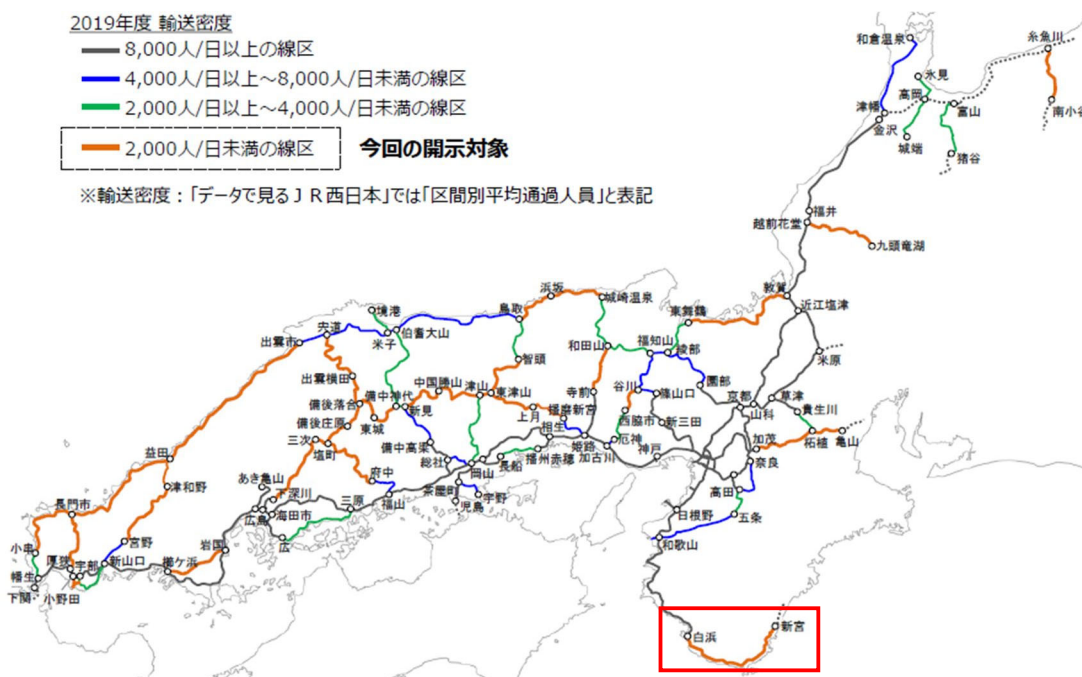 2019年度 輸送密度
8,000人/日以上の線区
4,000人/日以上～8,000人/日未満の線区
2,000人/日以上～4,000人/日未満の線区
2,000人/日未満の線区 今回の開示対象
※輸送密度：「データで見るＪＲ西日本」では「区間別平均通過人員」と表記
和倉温泉
糸魚川
氷見
高岡
津幡
富山
南小谷
金沢
城端
猪谷
福井
越前花堂
九頭竜湖
敦賀
近江塩津
浜坂
城崎温泉
東舞鶴
境港
鳥取
宍道
伯耆大山
米子
出雲市
和田山
福知山
綾部
米原
智頭
出雲横田
中国勝山
津山
東津山
寺前
谷川
篠山口
園部
京都
山科
草津
備中神代
新見
備後落合
上月
播磨新宮
西脇市
新三田
貴生川
備後庄原
東城
相生
加茂
柘植
亀山
三次
備中高梁
姫路
厄神
神戸
奈良
益田
塩町
総社
岡山
長船
播州赤穂
加古川
府中
高田
あき亀山
下深川
三原
福山
茶屋町
宇野
児島
津和野
日根野
五条
長門市
広島
海田市
広
和歌山
小串
厚狭
宇部
宮野
新山口
櫛ケ浜
岩国
幡生
下関
小野田
白浜
新宮